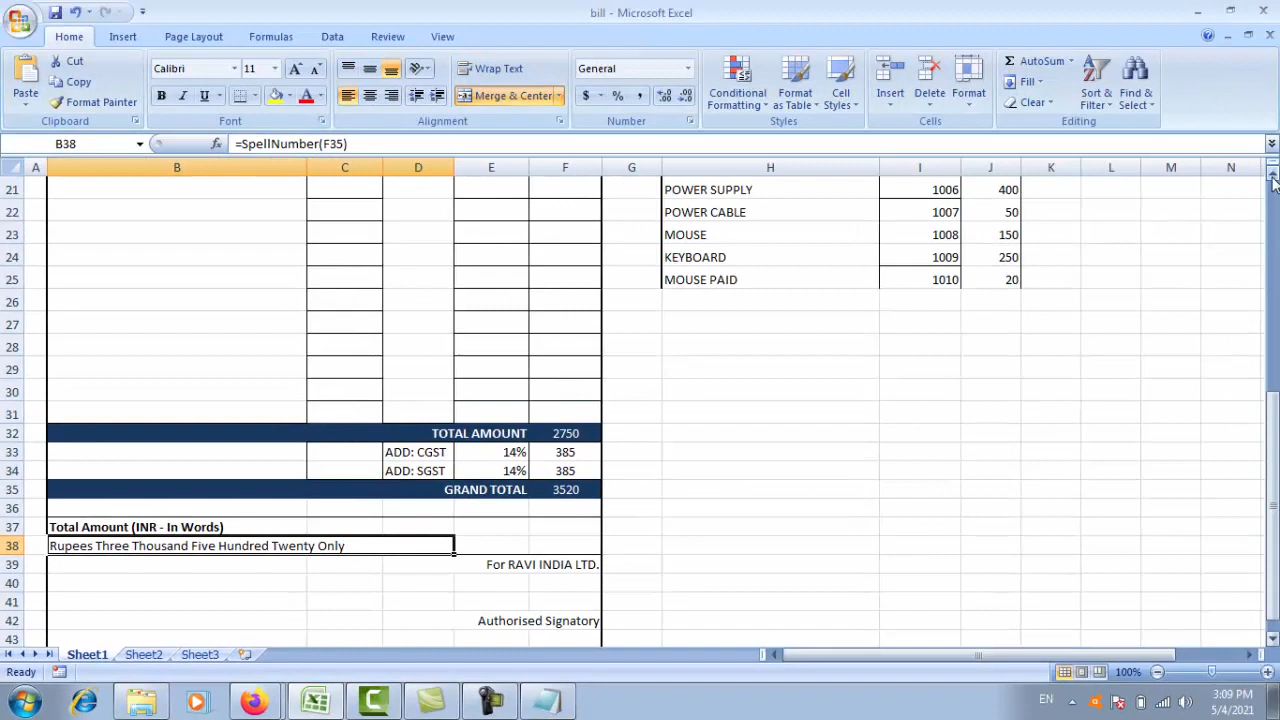 bill - Microsoft Excel
Home Insert Page Layout Formulas Data Review View
Paste Cut Copy Format Painter Clipboard
Calibri 11 A A B I U A Font
Wrap Text Merge & Center Alignment
General $ % , Number
Conditional Formatting Format as Table Cell Styles Styles
Insert Delete Format Cells
Σ AutoSum Fill Clear Sort & Filter Find & Select Editing
B38 fx =SpellNumber(F35)
A B C D E F G H I J K L M N
21 POWER SUPPLY 1006 400
22 POWER CABLE 1007 50
23 MOUSE 1008 150
24 KEYBOARD 1009 250
25 MOUSE PAID 1010 20
26
27
28
29
30
31
32 TOTAL AMOUNT 2750
33 ADD: CGST 14% 385
34 ADD: SGST 14% 385
35 GRAND TOTAL 3520
36
37 Total Amount (INR - In Words)
38 Rupees Three Thousand Five Hundred Twenty Only
39 For RAVI INDIA LTD.
40
41
42 Authorised Signatory
43
Sheet1 Sheet2 Sheet3
Ready 100%
EN 3:09 PM
5/4/2021